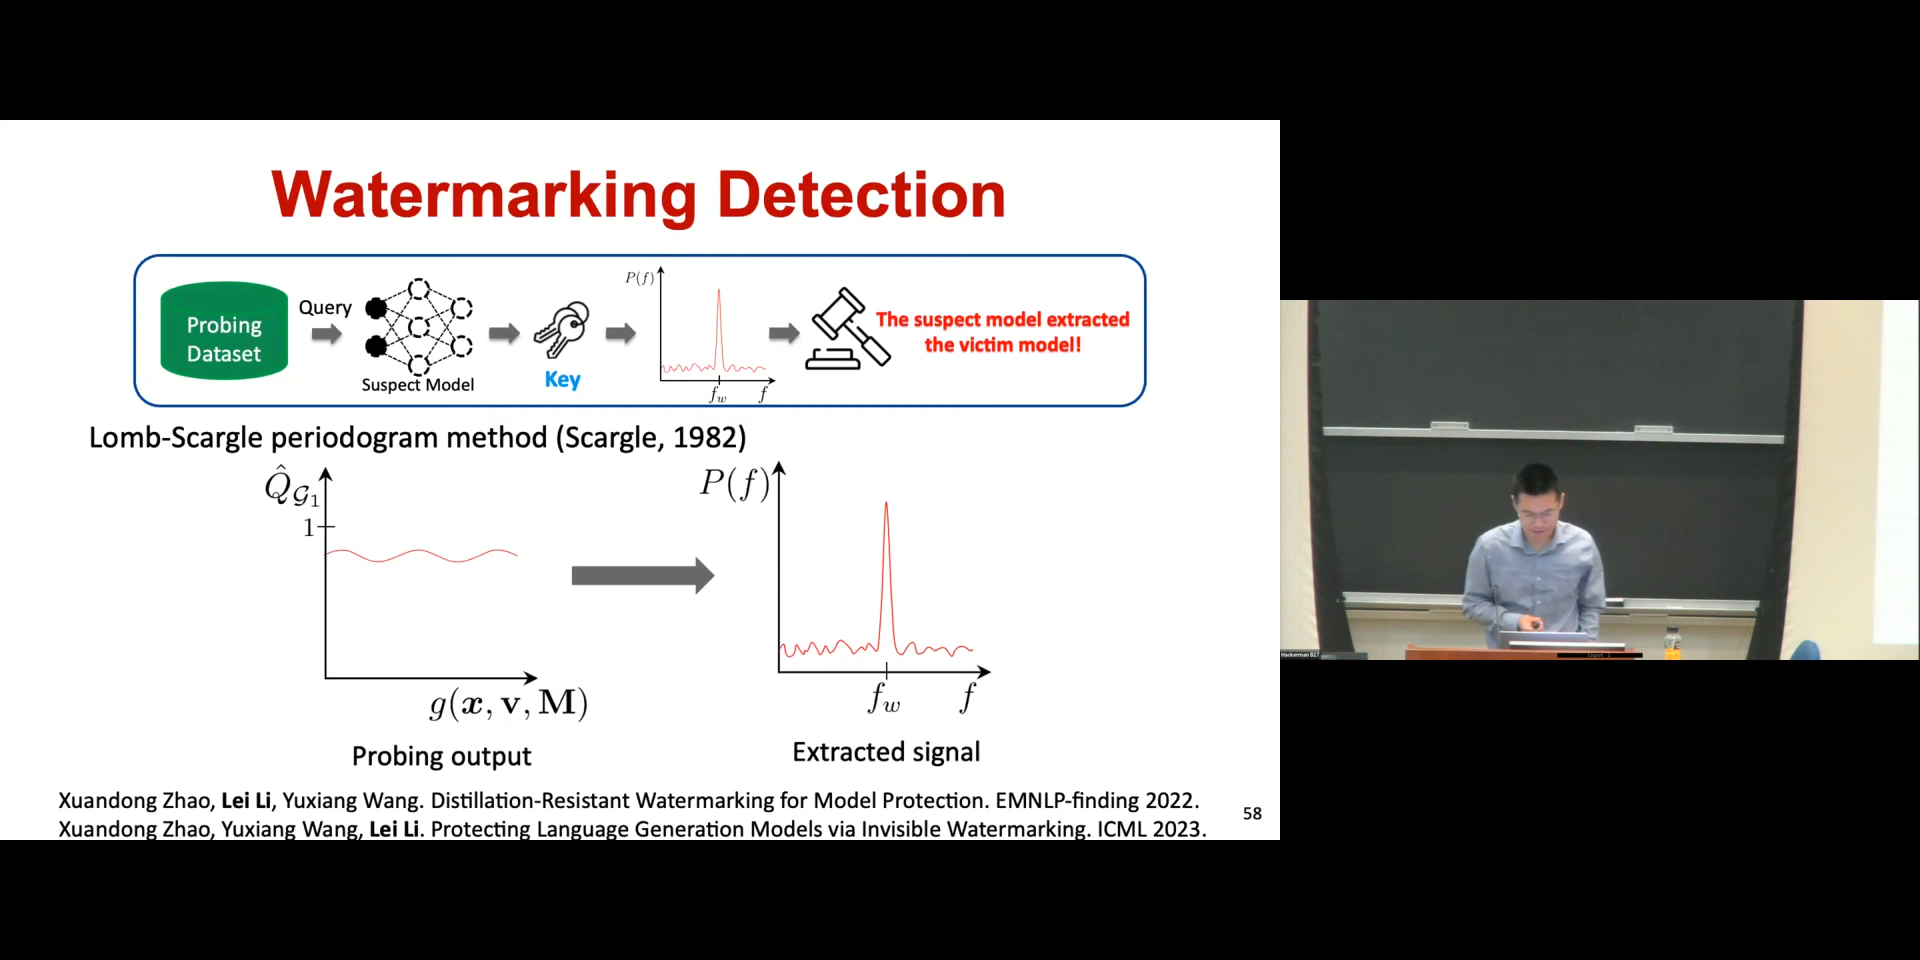 Watermarking Detection
Probing
Dataset
Query
Suspect Model
Key
P(f)
f_w
f
The suspect model extracted
the victim model!
Lomb-Scargle periodogram method (Scargle, 1982)
Q̂_{𝒢₁}
1
g(x, v, M)
Probing output
P(f)
f_w
f
Extracted signal
Xuandong Zhao, Lei Li, Yuxiang Wang. Distillation-Resistant Watermarking for Model Protection. EMNLP-finding 2022.
Xuandong Zhao, Yuxiang Wang, Lei Li. Protecting Language Generation Models via Invisible Watermarking. ICML 2023.
58
Hackerman B17